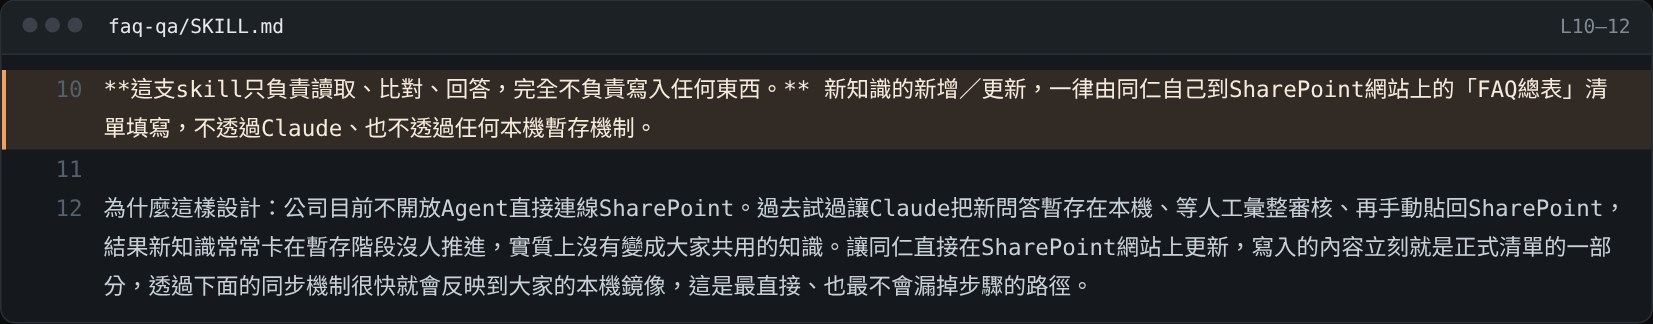 faq-qa/SKILL.md
L10–12
10 **這支skill只負責讀取、比對、回答，完全不負責寫入任何東西。** 新知識的新增／更新，一律由同仁自己到SharePoint網站上的「FAQ總表」清
單填寫，不透過Claude、也不透過任何本機暫存機制。
11
12 為什麼這樣設計：公司目前不開放Agent直接連線SharePoint。過去試過讓Claude把新問答暫存在本機、等人工彙整審核、再手動貼回SharePoint，
結果新知識常常卡在暫存階段沒人推進，實質上沒有變成大家共用的知識。讓同仁直接在SharePoint網站上更新，寫入的內容立刻就是正式清單的一部
分，透過下面的同步機制很快就會反映到大家的本機鏡像，這是最直接、也最不會漏掉步驟的路徑。